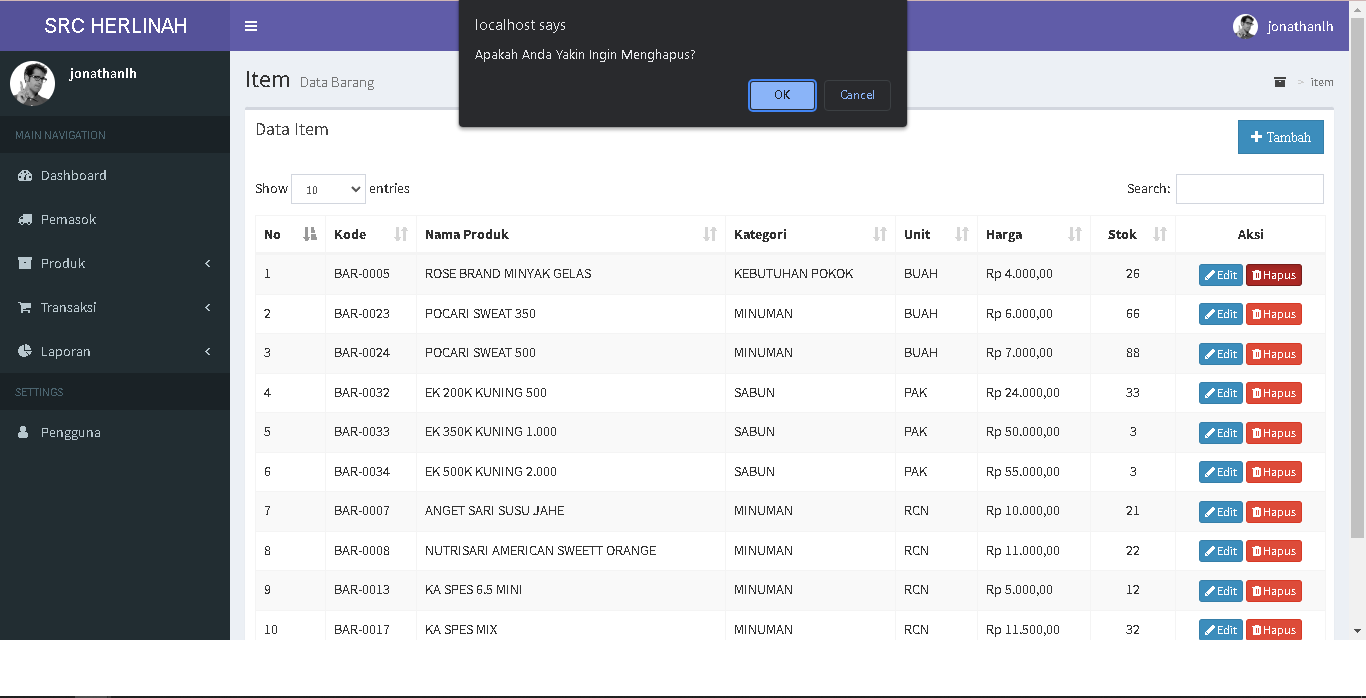 SRC HERLINAH
jonathanlh
localhost says
Apakah Anda Yakin Ingin Menghapus?
OK Cancel
jonathanlh
MAIN NAVIGATION
Dashboard
Pemasok
Produk
Transaksi
Laporan
SETTINGS
Pengguna
Item Data Barang
> item
Data Item
Tambah
Show 10 entries
Search:
No Kode Nama Produk Kategori Unit Harga Stok Aksi
1 BAR-0005 ROSE BRAND MINYAK GELAS KEBUTUHAN POKOK BUAH Rp 4.000,00 26 Edit Hapus
2 BAR-0023 POCARI SWEAT 350 MINUMAN BUAH Rp 6.000,00 66 Edit Hapus
3 BAR-0024 POCARI SWEAT 500 MINUMAN BUAH Rp 7.000,00 88 Edit Hapus
4 BAR-0032 EK 200K KUNING 500 SABUN PAK Rp 24.000,00 33 Edit Hapus
5 BAR-0033 EK 350K KUNING 1.000 SABUN PAK Rp 50.000,00 3 Edit Hapus
6 BAR-0034 EK 500K KUNING 2.000 SABUN PAK Rp 55.000,00 3 Edit Hapus
7 BAR-0007 ANGET SARI SUSU JAHE MINUMAN RCN Rp 10.000,00 21 Edit Hapus
8 BAR-0008 NUTRISARI AMERICAN SWEETT ORANGE MINUMAN RCN Rp 11.000,00 22 Edit Hapus
9 BAR-0013 KA SPES 6.5 MINI MINUMAN RCN Rp 5.000,00 12 Edit Hapus
10 BAR-0017 KA SPES MIX MINUMAN RCN Rp 11.500,00 32 Edit Hapus